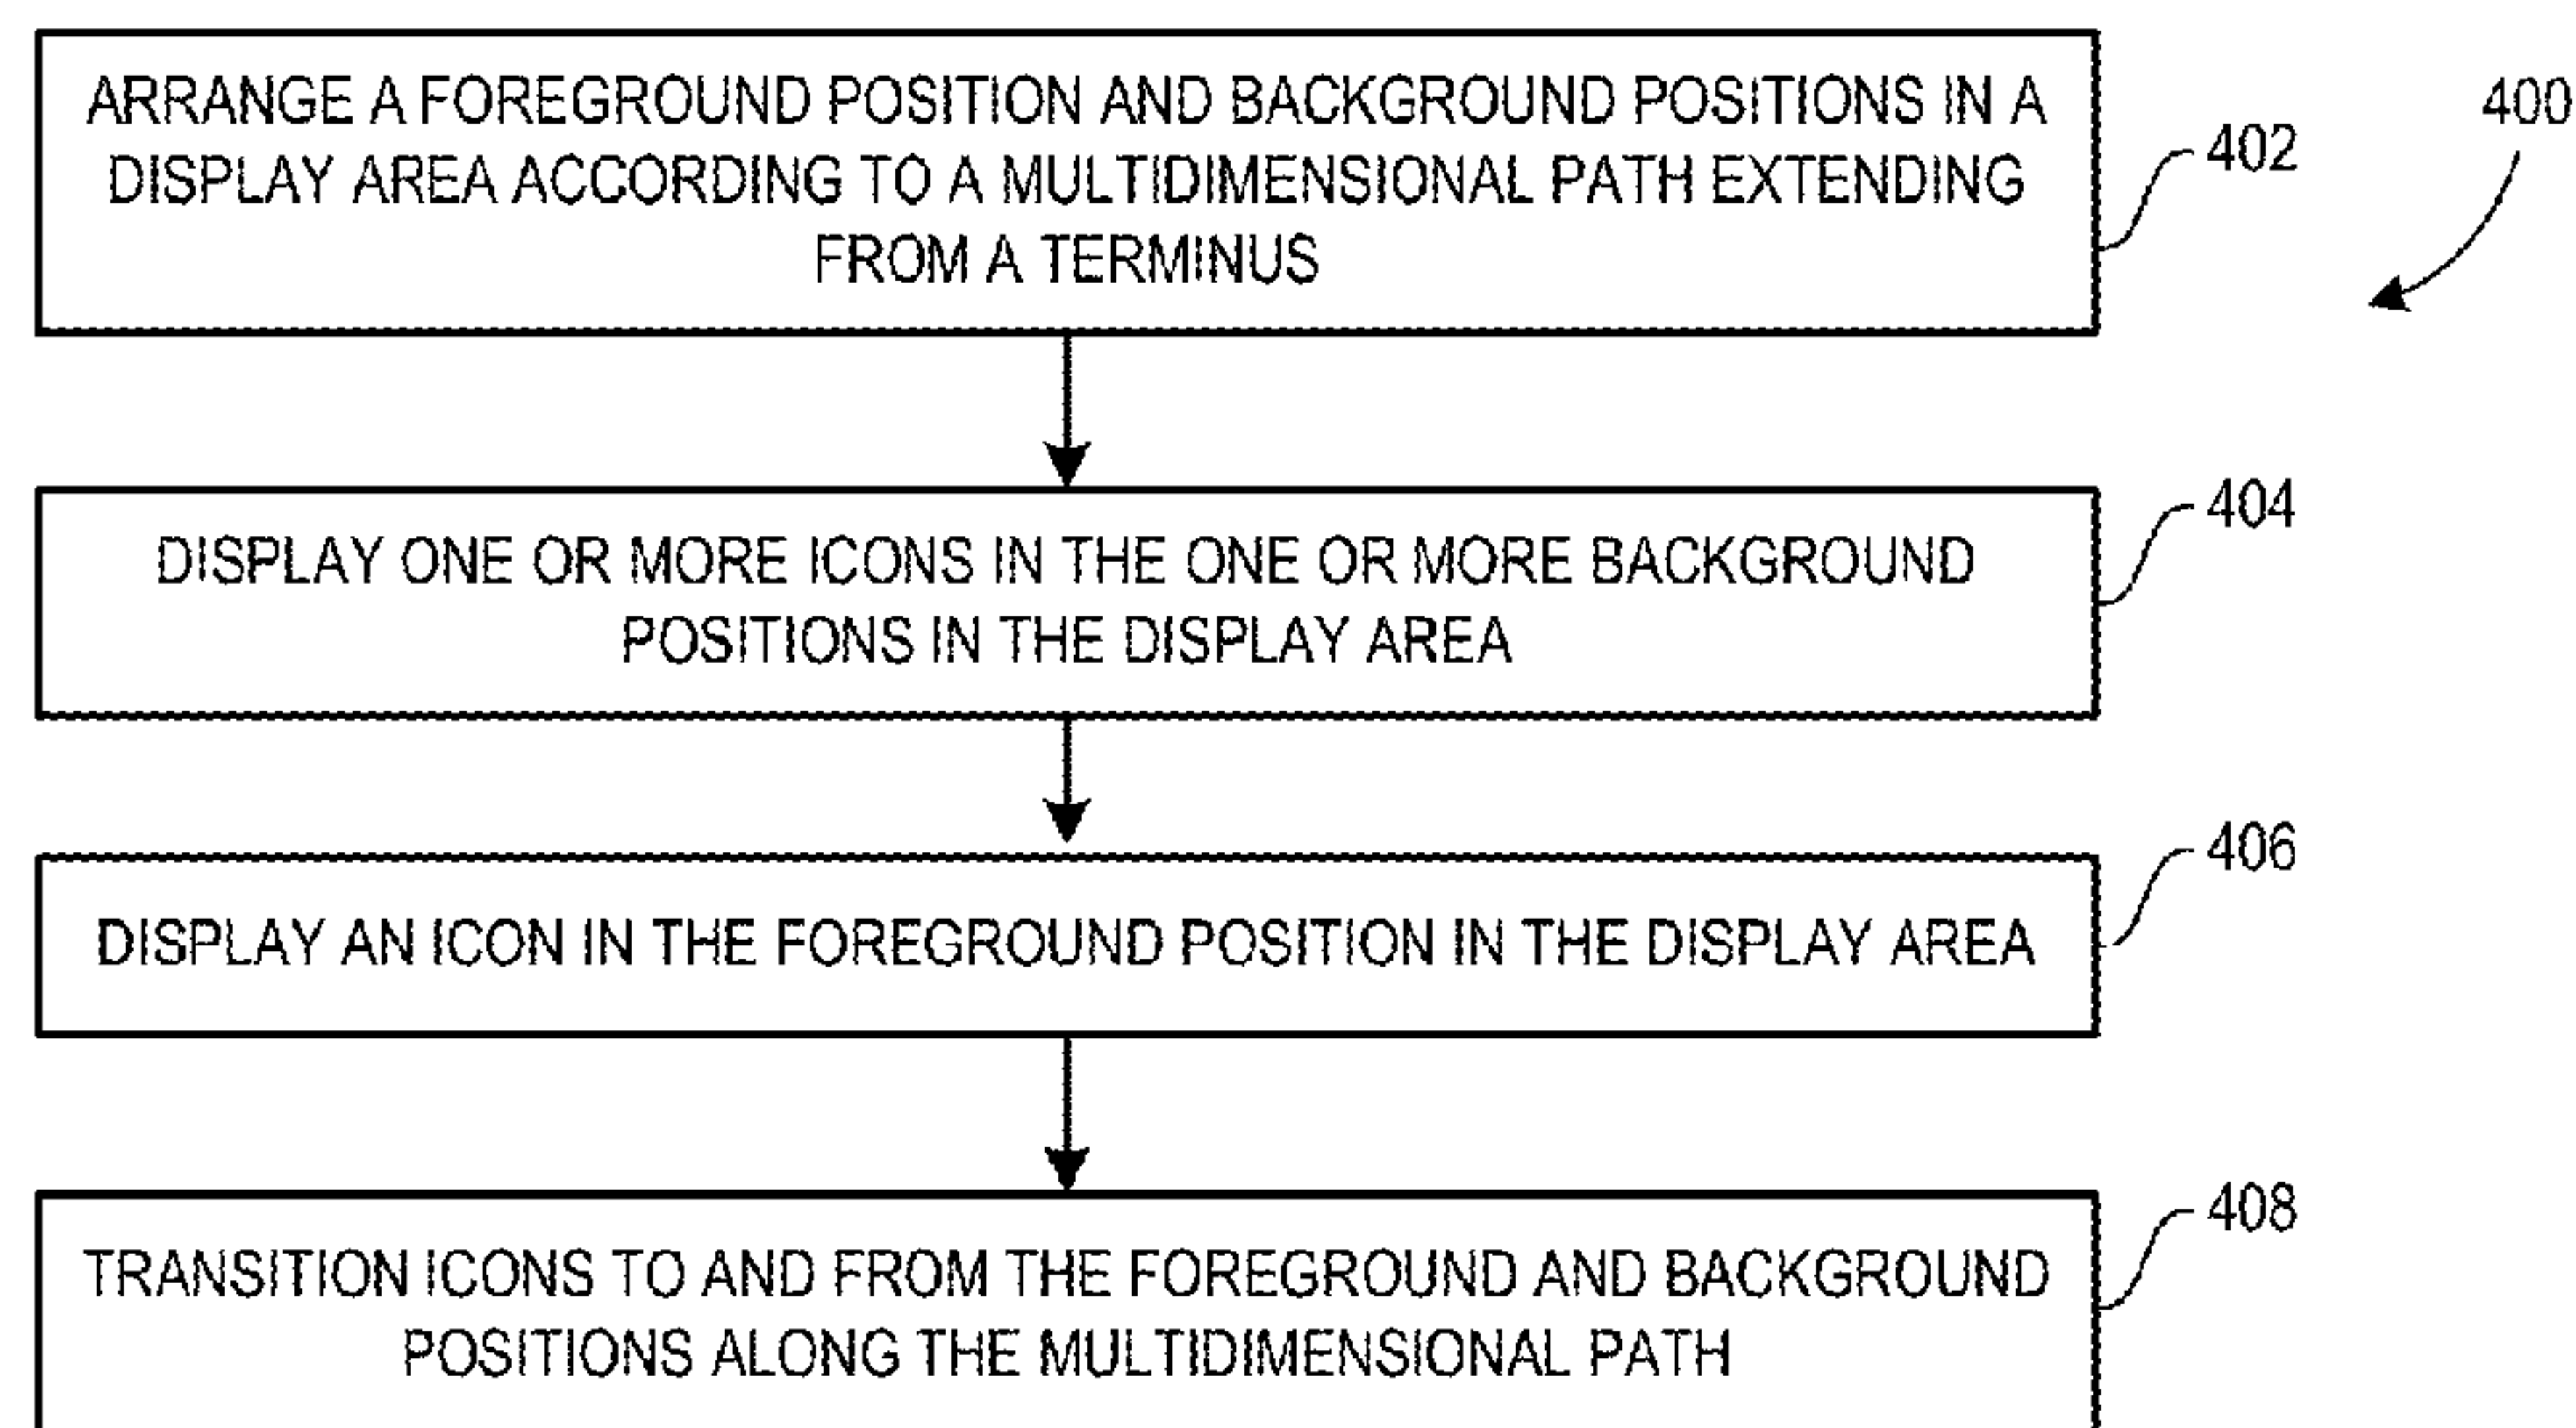 ARRANGE A FOREGROUND POSITION AND BACKGROUND POSITIONS IN A
DISPLAY AREA ACCORDING TO A MULTIDIMENSIONAL PATH EXTENDING
FROM A TERMINUS
402
400
DISPLAY ONE OR MORE ICONS IN THE ONE OR MORE BACKGROUND
POSITIONS IN THE DISPLAY AREA
404
DISPLAY AN ICON IN THE FOREGROUND POSITION IN THE DISPLAY AREA
406
TRANSITION ICONS TO AND FROM THE FOREGROUND AND BACKGROUND
POSITIONS ALONG THE MULTIDIMENSIONAL PATH
408